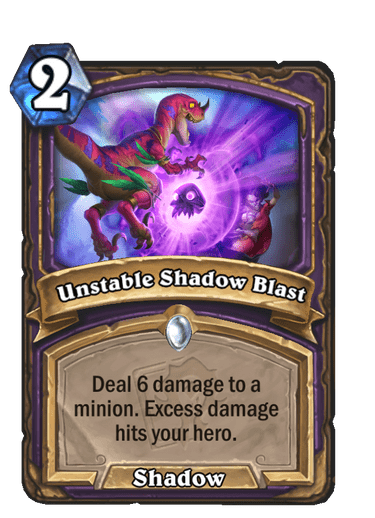 2
Unstable Shadow Blast
Deal 6 damage to a
minion. Excess damage
hits your hero.
Shadow